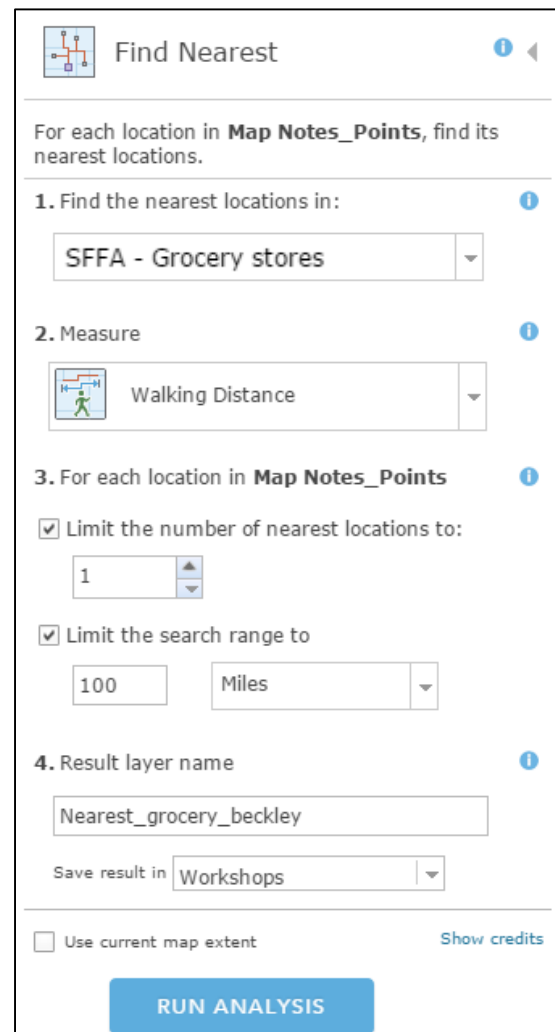 Find Nearest
For each location in Map Notes_Points, find its
nearest locations.
1. Find the nearest locations in:
SFFA - Grocery stores
2. Measure
Walking Distance
3. For each location in Map Notes_Points
Limit the number of nearest locations to:
1
Limit the search range to
100 Miles
4. Result layer name
Nearest_grocery_beckley
Save result in Workshops
Use current map extent Show credits
RUN ANALYSIS